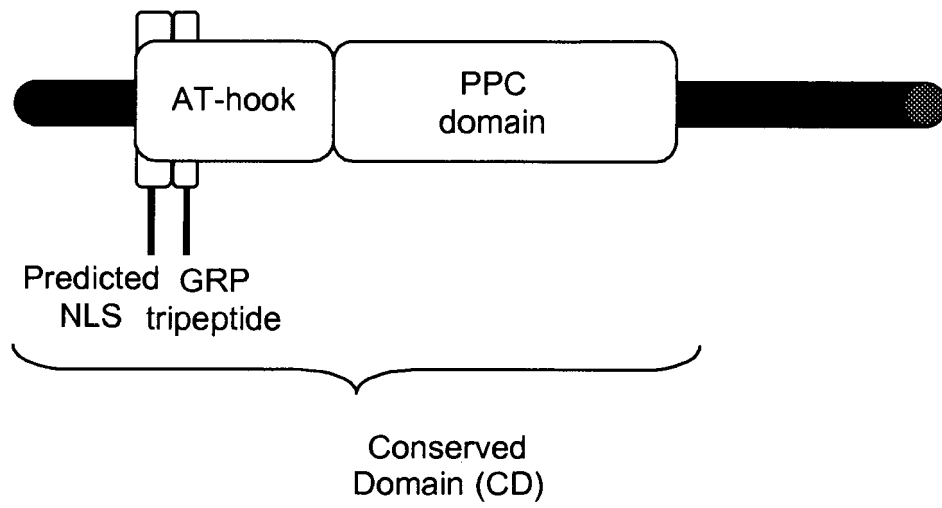 AT-hook
PPC
domain
Predicted
NLS
GRP
tripeptide
Conserved
Domain (CD)